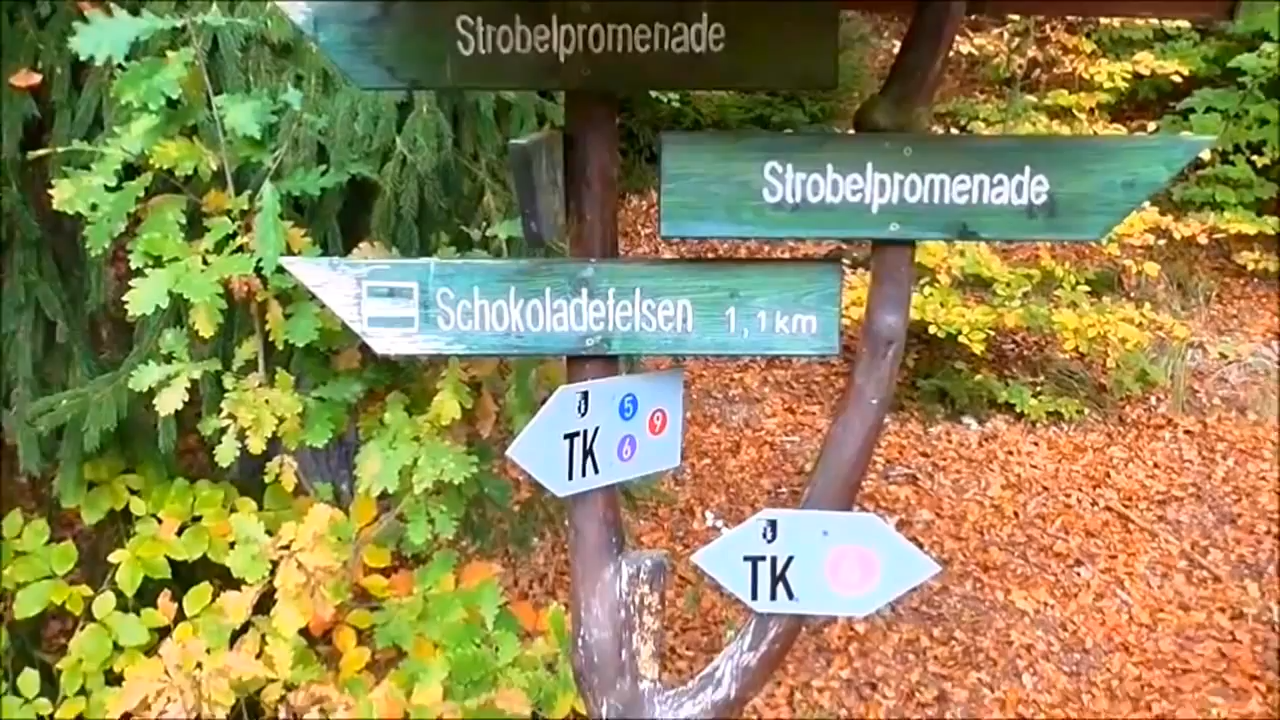 Strobelpromenade
Strobelpromenade
Schokoladefelsen 1,1 km
TK 5 9 6
TK